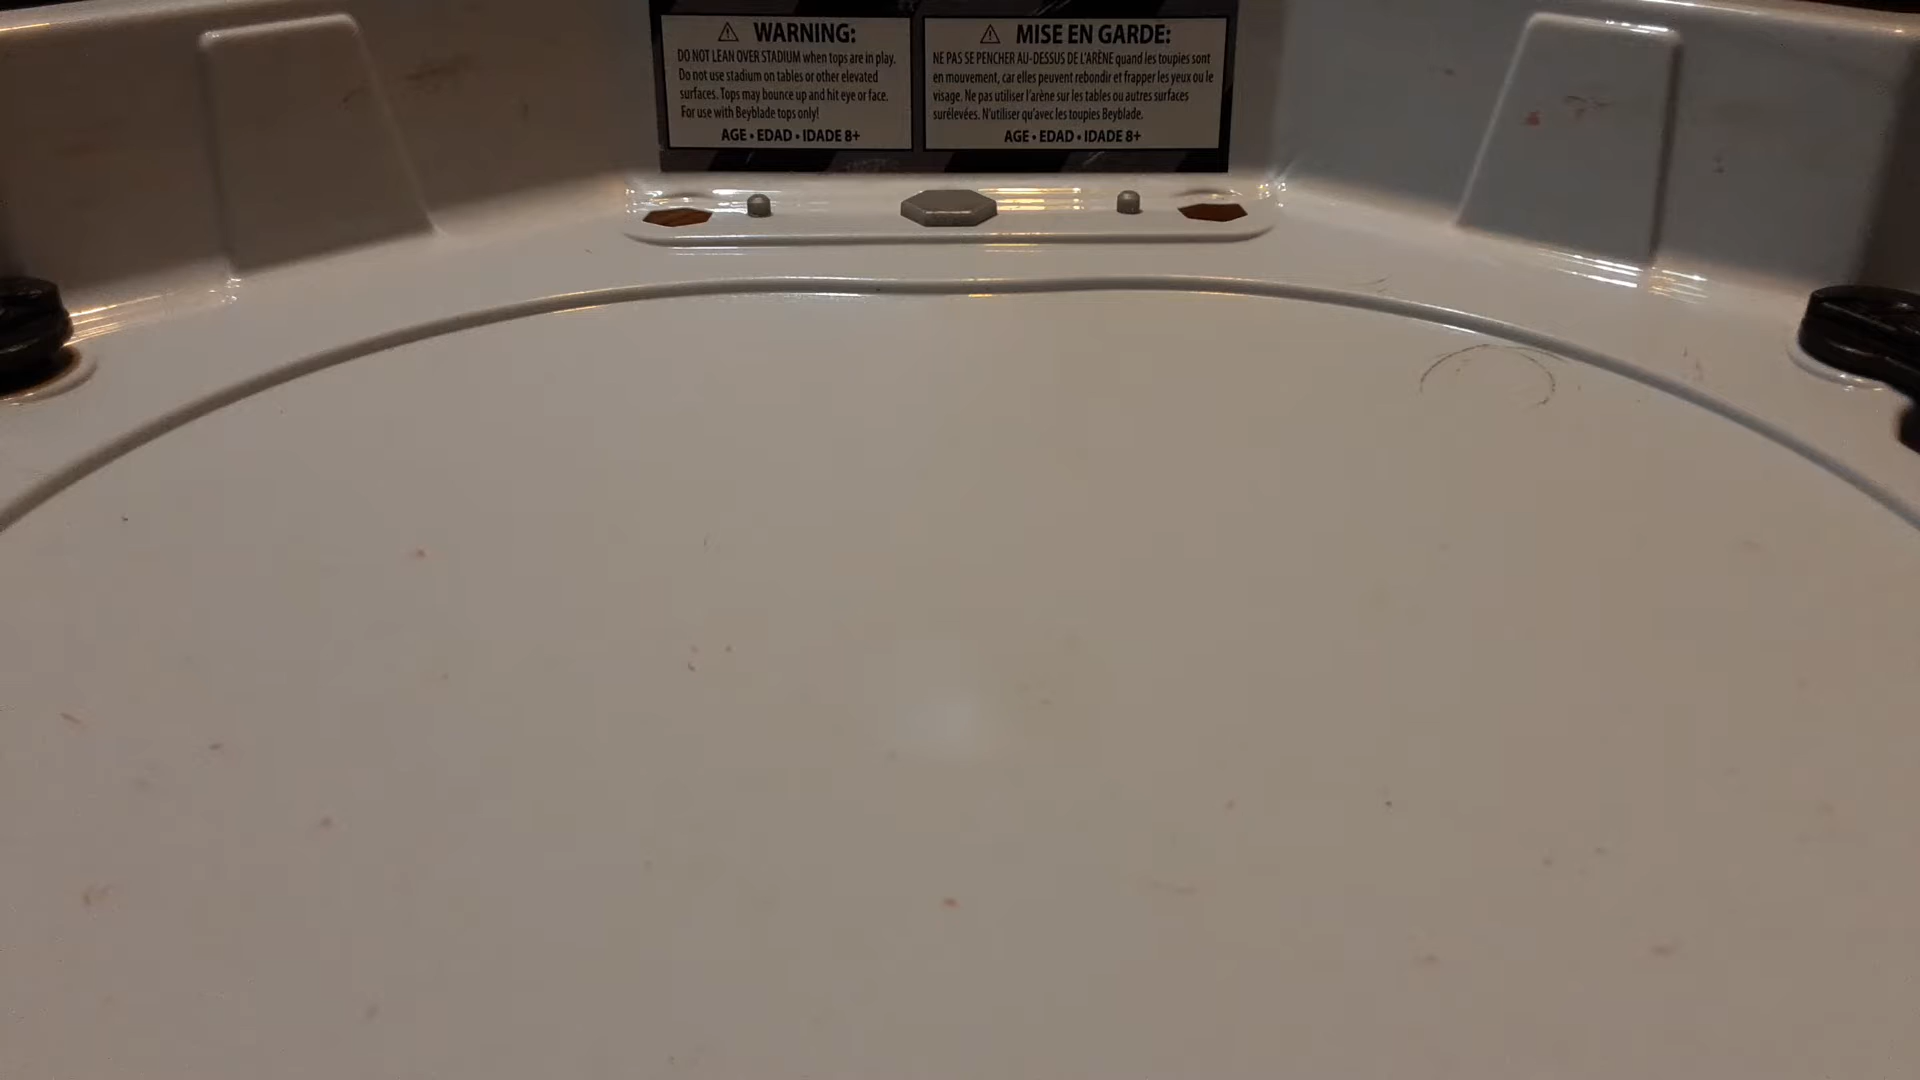 WARNING:
DO NOT LEAN OVER STADIUM when tops are in play.
Do not use stadium on tables or other elevated
surfaces. Tops may bounce up and hit eye or face.
For use with Beyblade tops only!
AGE • EDAD • IDADE 8+
MISE EN GARDE:
NE PAS SE PENCHER AU-DESSUS DE L'ARÈNE quand les toupies sont
en mouvement, car elles peuvent rebondir et frapper les yeux ou le
visage. Ne pas utiliser l'arène sur les tables ou autres surfaces
surélevées. N'utiliser qu'avec les toupies Beyblade.
AGE • EDAD • IDADE 8+